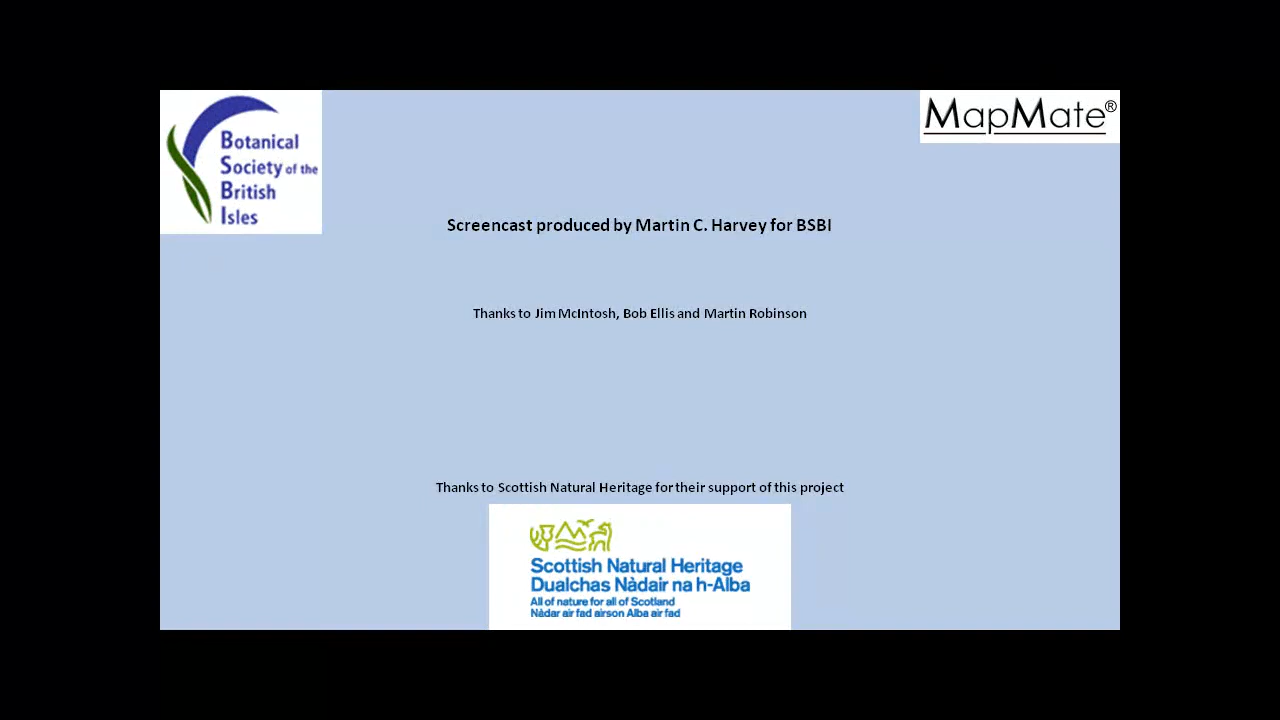 Botanical
Society of the
British
Isles
MapMate®
Screencast produced by Martin C. Harvey for BSBI
Thanks to Jim McIntosh, Bob Ellis and Martin Robinson
Thanks to Scottish Natural Heritage for their support of this project
Scottish Natural Heritage
Dualchas Nàdair na h-Alba
All of nature for all of Scotland
Nàdar air fad airson Alba air fad